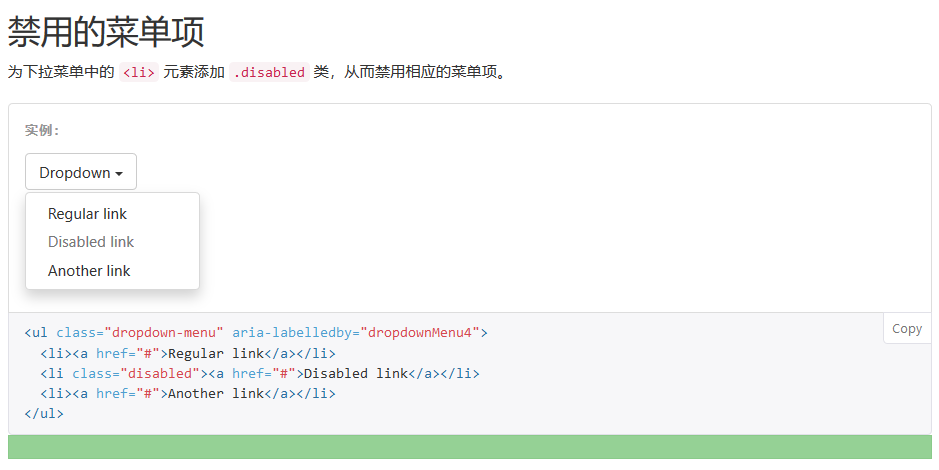 禁用的菜单项
为下拉菜单中的 <li> 元素添加 .disabled 类，从而禁用相应的菜单项。
实例：
Dropdown
Regular link
Disabled link
Another link
Copy
<ul class="dropdown-menu" aria-labelledby="dropdownMenu4">
  <li><a href="#">Regular link</a></li>
  <li class="disabled"><a href="#">Disabled link</a></li>
  <li><a href="#">Another link</a></li>
</ul>